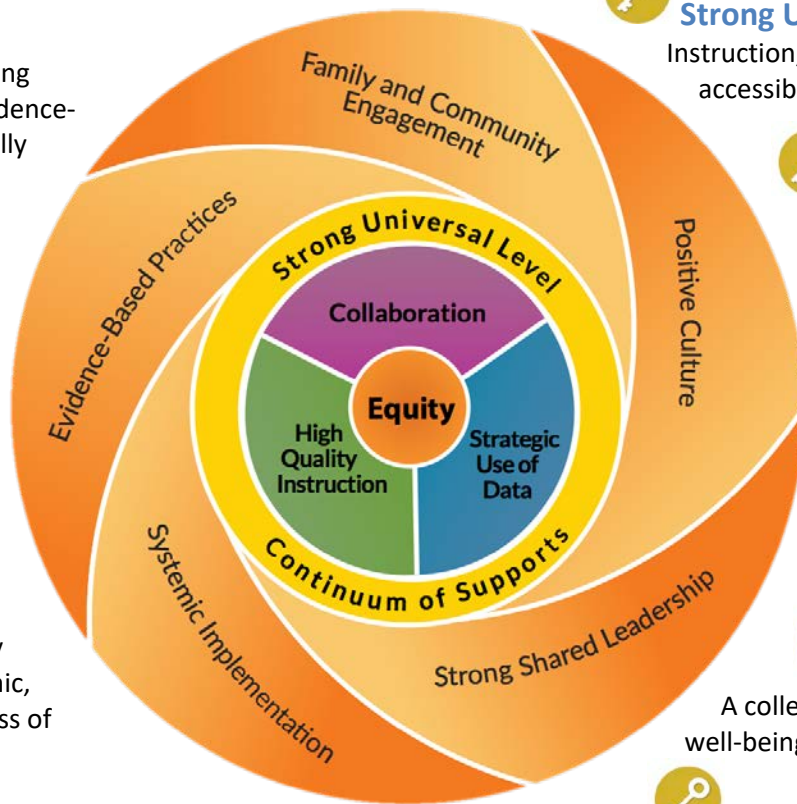 Strong U
Instruction,
accessib
ing
dence-
lly
Family and Community
Engagement
Positive Culture
Evidence-Based Practices
Strong Universal Level
Collaboration
Equity
High
Quality
Instruction
Strategic
Use of
Data
Continuum of Supports
Systemic Implementation
Strong Shared Leadership
y
ic,
ss of
A colle
well-being